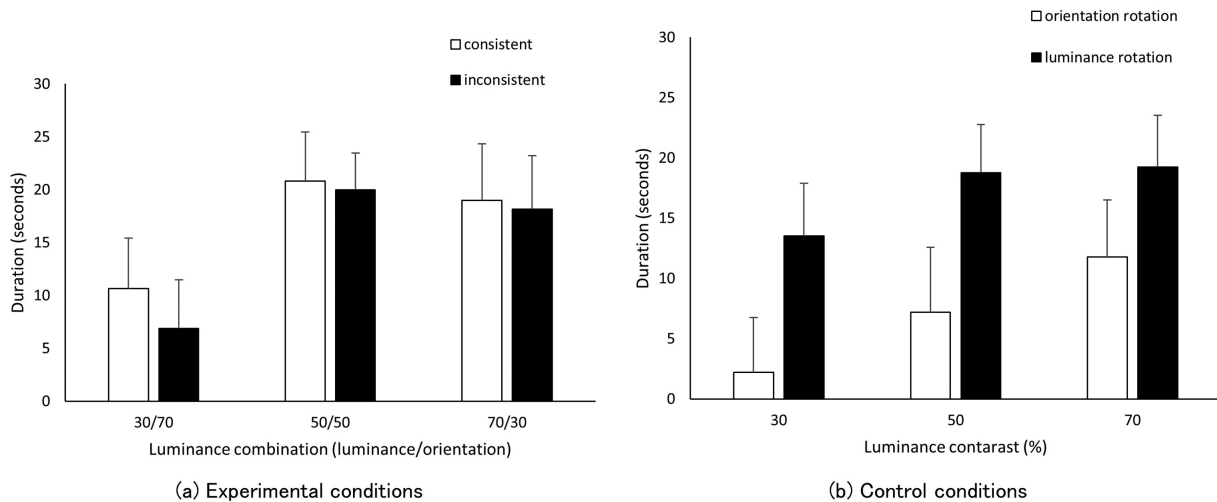 consistent
inconsistent
30
25
20
15
10
5
0
Duration (seconds)
30/70 50/50 70/30
Luminance combination (luminance/orientation)
(a) Experimental conditions
orientation rotation
luminance rotation
30
25
20
15
10
5
0
Duration (seconds)
30 50 70
Luminance contarast (%)
(b) Control conditions